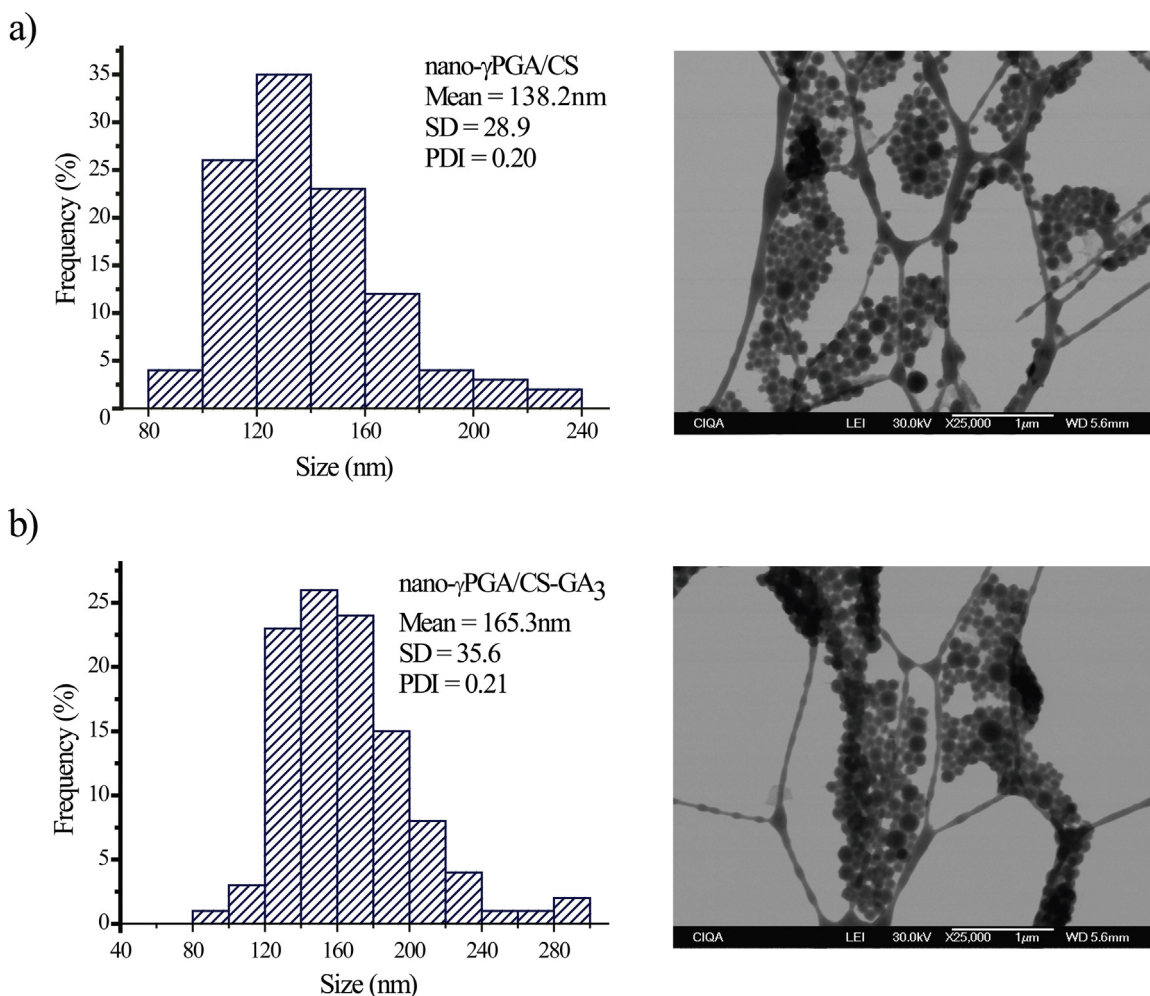 a)
nano-γPGA/CS
Mean = 138.2nm
SD = 28.9
PDI = 0.20
Frequency (%)
35
30
25
20
15
10
5
0
80 120 160 200 240
Size (nm)
CIQA LEI 30.0kV X25,000 1µm WD 5.6mm
b)
nano-γPGA/CS-GA₃
Mean = 165.3nm
SD = 35.6
PDI = 0.21
Frequency (%)
25
20
15
10
5
0
40 80 120 160 200 240 280
Size (nm)
CIQA LEI 30.0kV X25,000 1µm WD 5.6mm